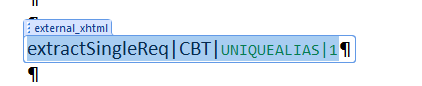 ¶
external_xhtml
extractSingleReq|CBT|UNIQUEALIAS|1¶
¶